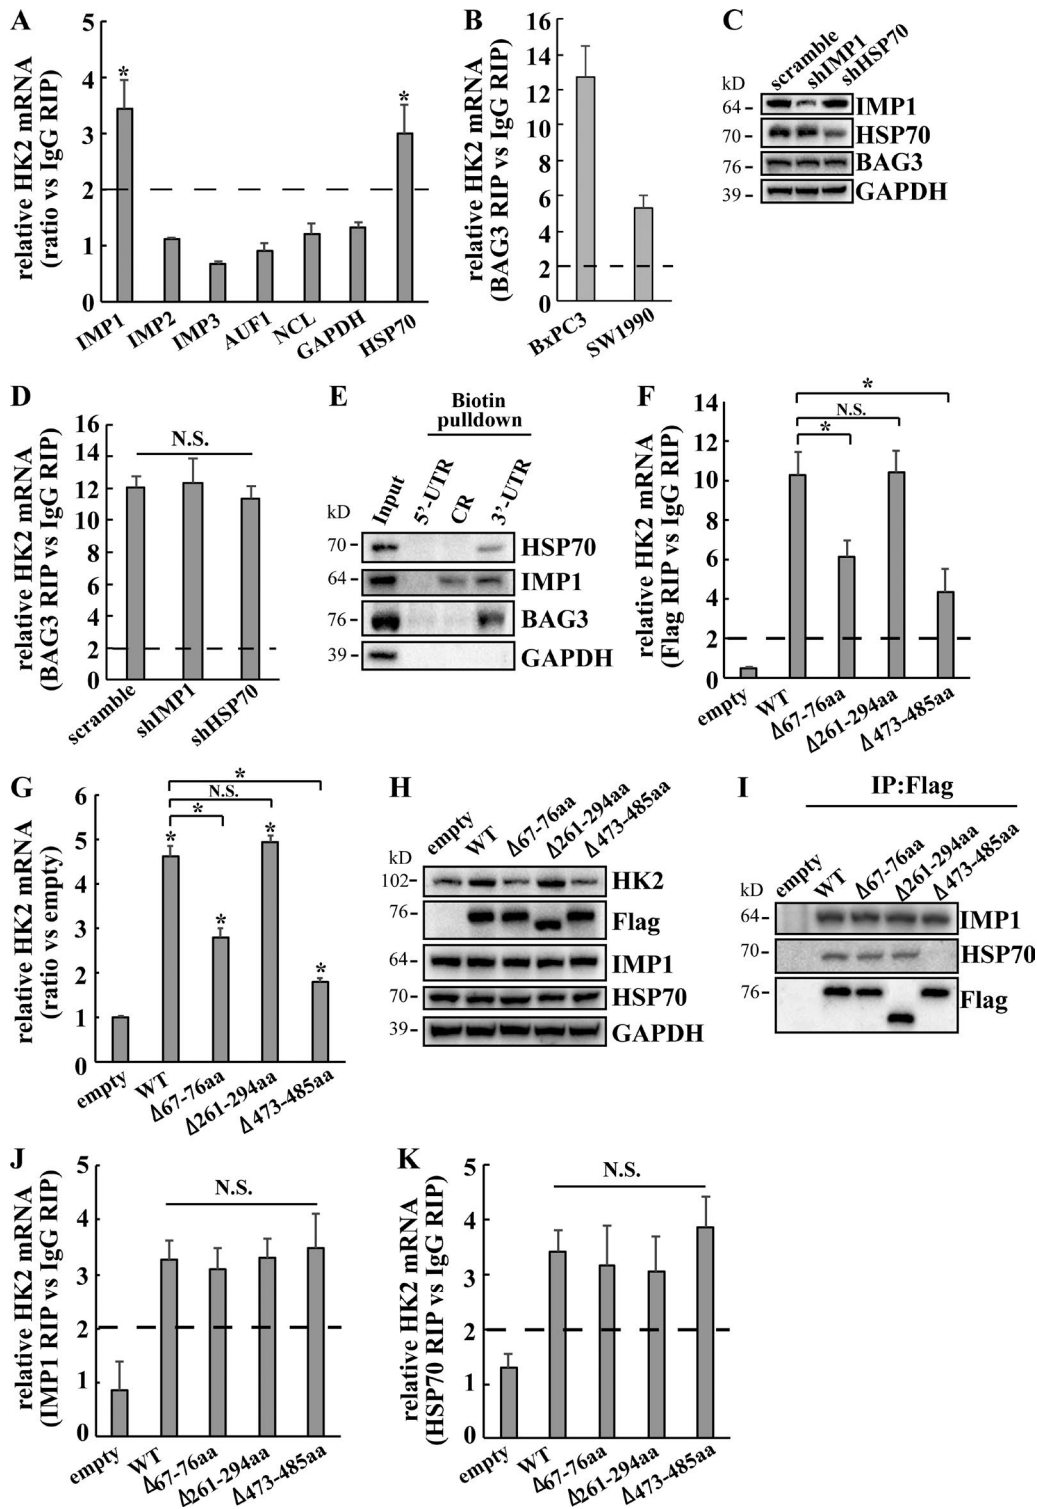 A
relative HK2 mRNA
(ratio vs IgG RIP)
5
4
3
2
1
0
*
*
IMP1
IMP2
IMP3
AUF1
NCL
GAPDH
HSP70
B
relative HK2 mRNA
(BAG3 RIP vs IgG RIP)
16
14
12
10
8
6
4
2
0
BxPC3
SW1990
C
scramble
shIMP1
shHSP70
kD
64
IMP1
70
HSP70
76
BAG3
39
GAPDH
D
relative HK2 mRNA
(BAG3 RIP vs IgG RIP)
16
14
12
10
8
6
4
2
0
N.S.
scramble
shIMP1
shHSP70
E
Biotin
pulldown
kD
Input
5'-UTR
CR
3'-UTR
70
HSP70
64
IMP1
76
BAG3
39
GAPDH
F
relative HK2 mRNA
(Flag RIP vs IgG RIP)
14
12
10
8
6
4
2
0
*
N.S.
*
empty
WT
Δ67-76aa
Δ261-294aa
Δ473-485aa
G
relative HK2 mRNA
(ratio vs empty)
6
5
4
3
2
1
0
*
N.S.
*
*
*
*
*
empty
WT
Δ67-76aa
Δ261-294aa
Δ473-485aa
H
empty
WT
Δ67-76aa
Δ261-294aa
Δ473-485aa
kD
102
HK2
76
Flag
64
IMP1
70
HSP70
39
GAPDH
I
IP:Flag
empty
WT
Δ67-76aa
Δ261-294aa
Δ473-485aa
kD
64
IMP1
70
HSP70
76
Flag
J
relative HK2 mRNA
(IMP1 RIP vs IgG RIP)
5
4
3
2
1
0
N.S.
empty
WT
Δ67-76aa
Δ261-294aa
Δ473-485aa
K
relative HK2 mRNA
(HSP70 RIP vs IgG RIP)
5
4
3
2
1
0
N.S.
empty
WT
Δ67-76aa
Δ261-294aa
Δ473-485aa